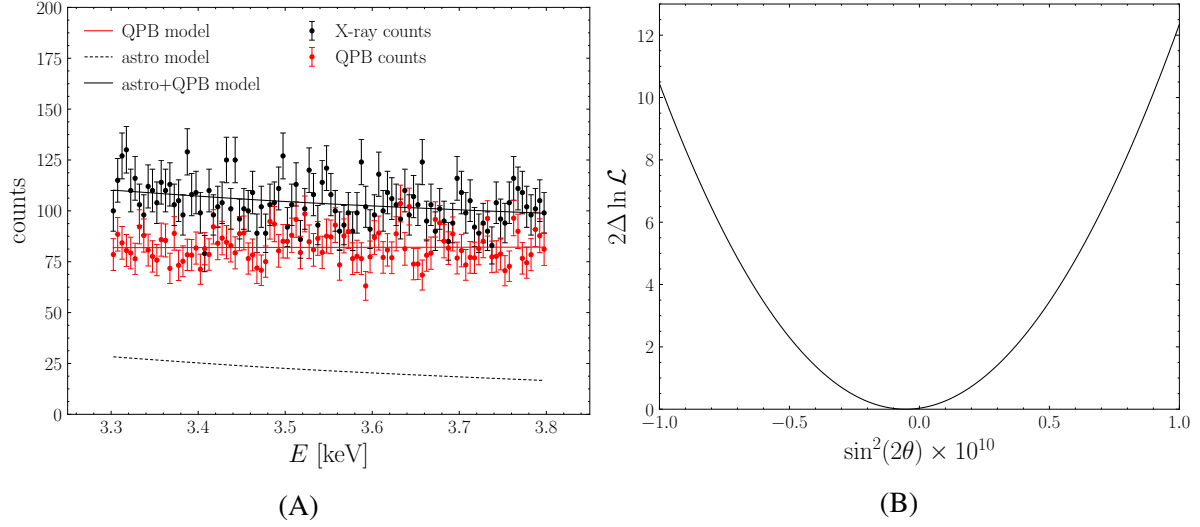 QPB model
astro model
astro+QPB model
X-ray counts
QPB counts
counts
200
175
150
125
100
75
50
25
0
3.3 3.4 3.5 3.6 3.7 3.8
E [keV]
(A)
2Δ ln ℒ
12
10
8
6
4
2
0
−1.0 −0.5 0.0 0.5 1.0
sin²(2θ) × 10¹⁰
(B)